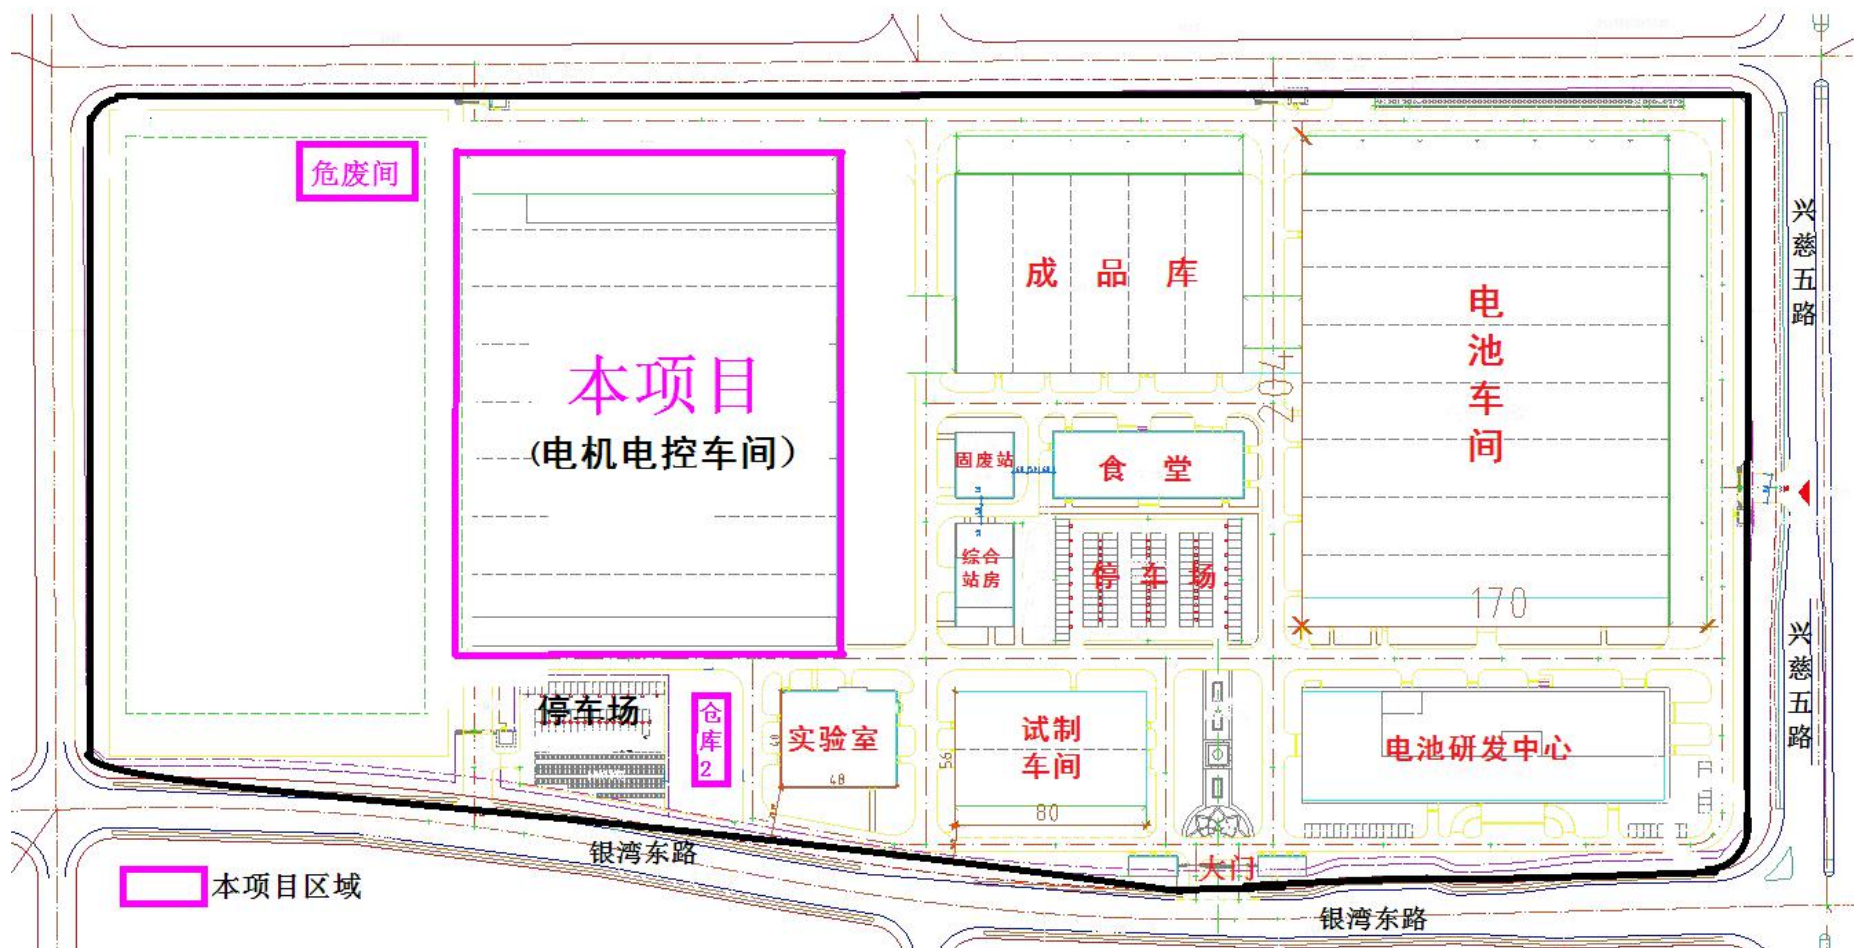 危废间
本项目
(电机电控车间)
成品库
电池车间
兴慈五路
204
固废站
食堂
综合
站房
停车场
170
兴慈五路
停车场
仓库2
实验室
40
48
试制
车间
56
80
电池研发中心
大门
银湾东路
银湾东路
本项目区域